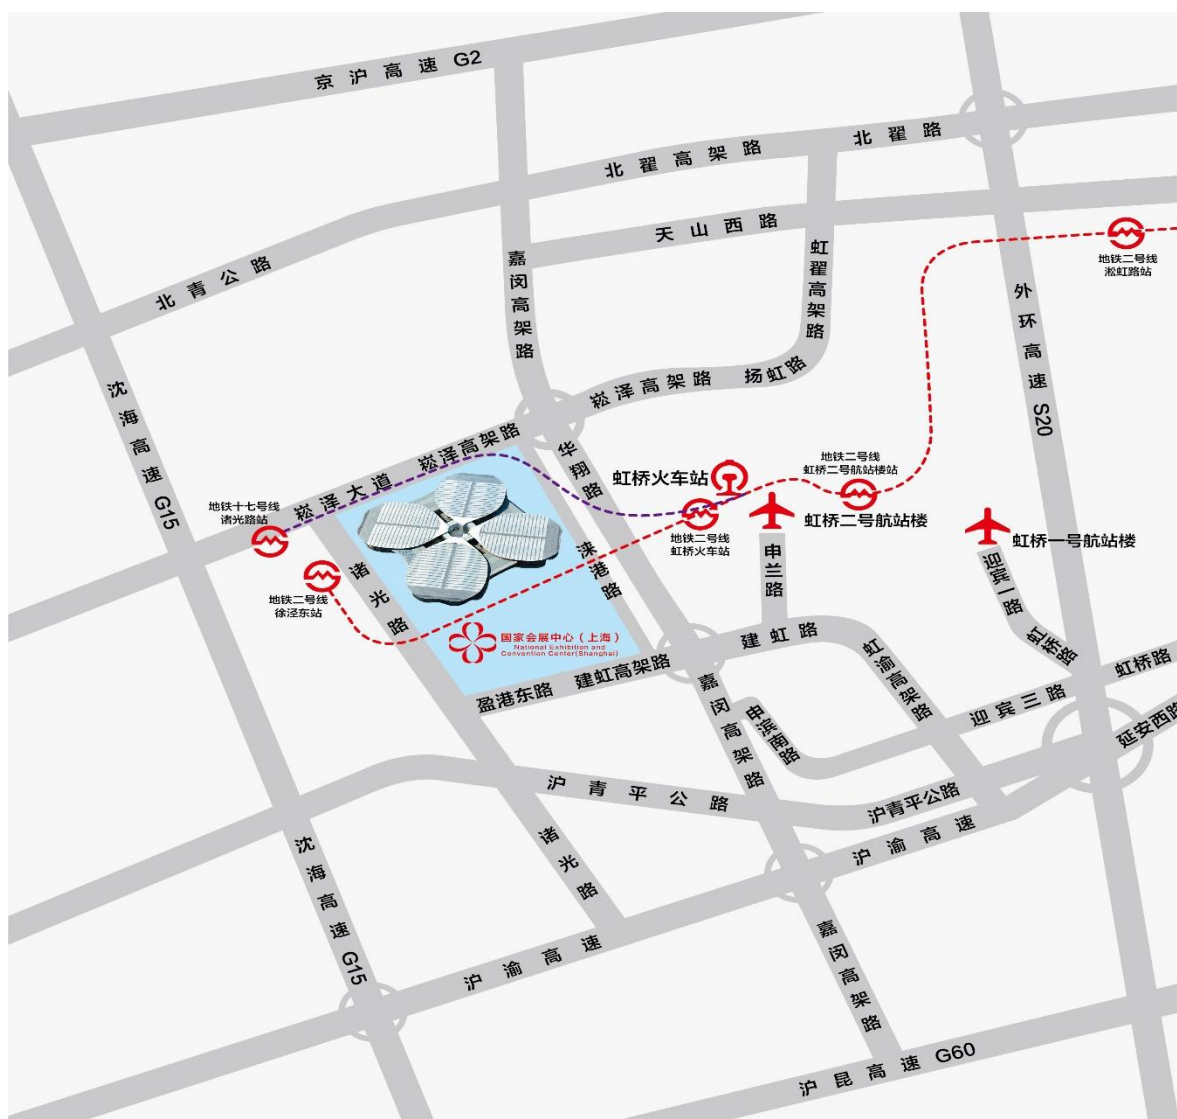 京沪高速 G2
北翟路
北翟高架路
天山西路
地铁二号线
淞虹路站
北青公路
嘉闵高架路
虹翟高架路
外环高速 S20
沈海高速 G15
崧泽高架路
扬虹路
崧泽高架路
华翔路
崧泽大道
地铁十七号线
诸光路站
虹桥火车站
地铁二号线
虹桥二号航站楼站
虹桥二号航站楼
地铁二号线
虹桥火车站
虹桥一号航站楼
地铁二号线
徐泾东站
诸光路
涞港路
申兰路
迎宾一路
虹桥路
国家会展中心（上海）
National Exhibition and
Convention Center(Shanghai)
建虹路
虹渝高架路
虹桥路
盈港东路
建虹高架路
嘉闵高架路
申滨南路
迎宾三路
延安西路
沪青平公路
沪青平公路
诸光路
沈海高速 G15
沪渝高速
沪渝高速
嘉闵高架路
沪昆高速 G60